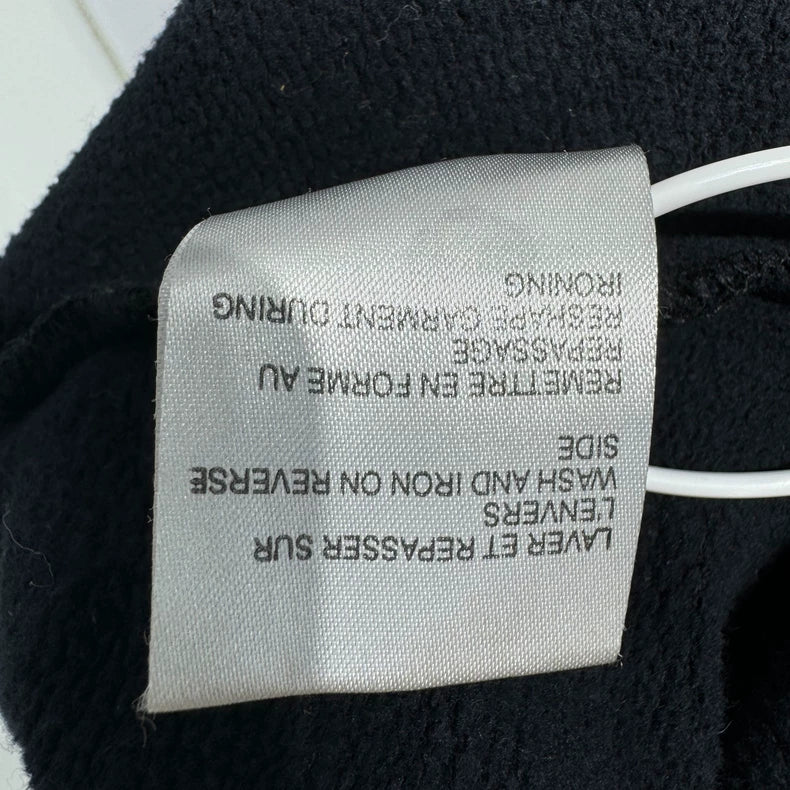 LAVER ET REPASSER SUR
L'ENVERS
WASH AND IRON ON REVERSE
SIDE
REMETTRE EN FORME AU
REPASSAGE
RESHAPE GARMENT DURING
IRONING